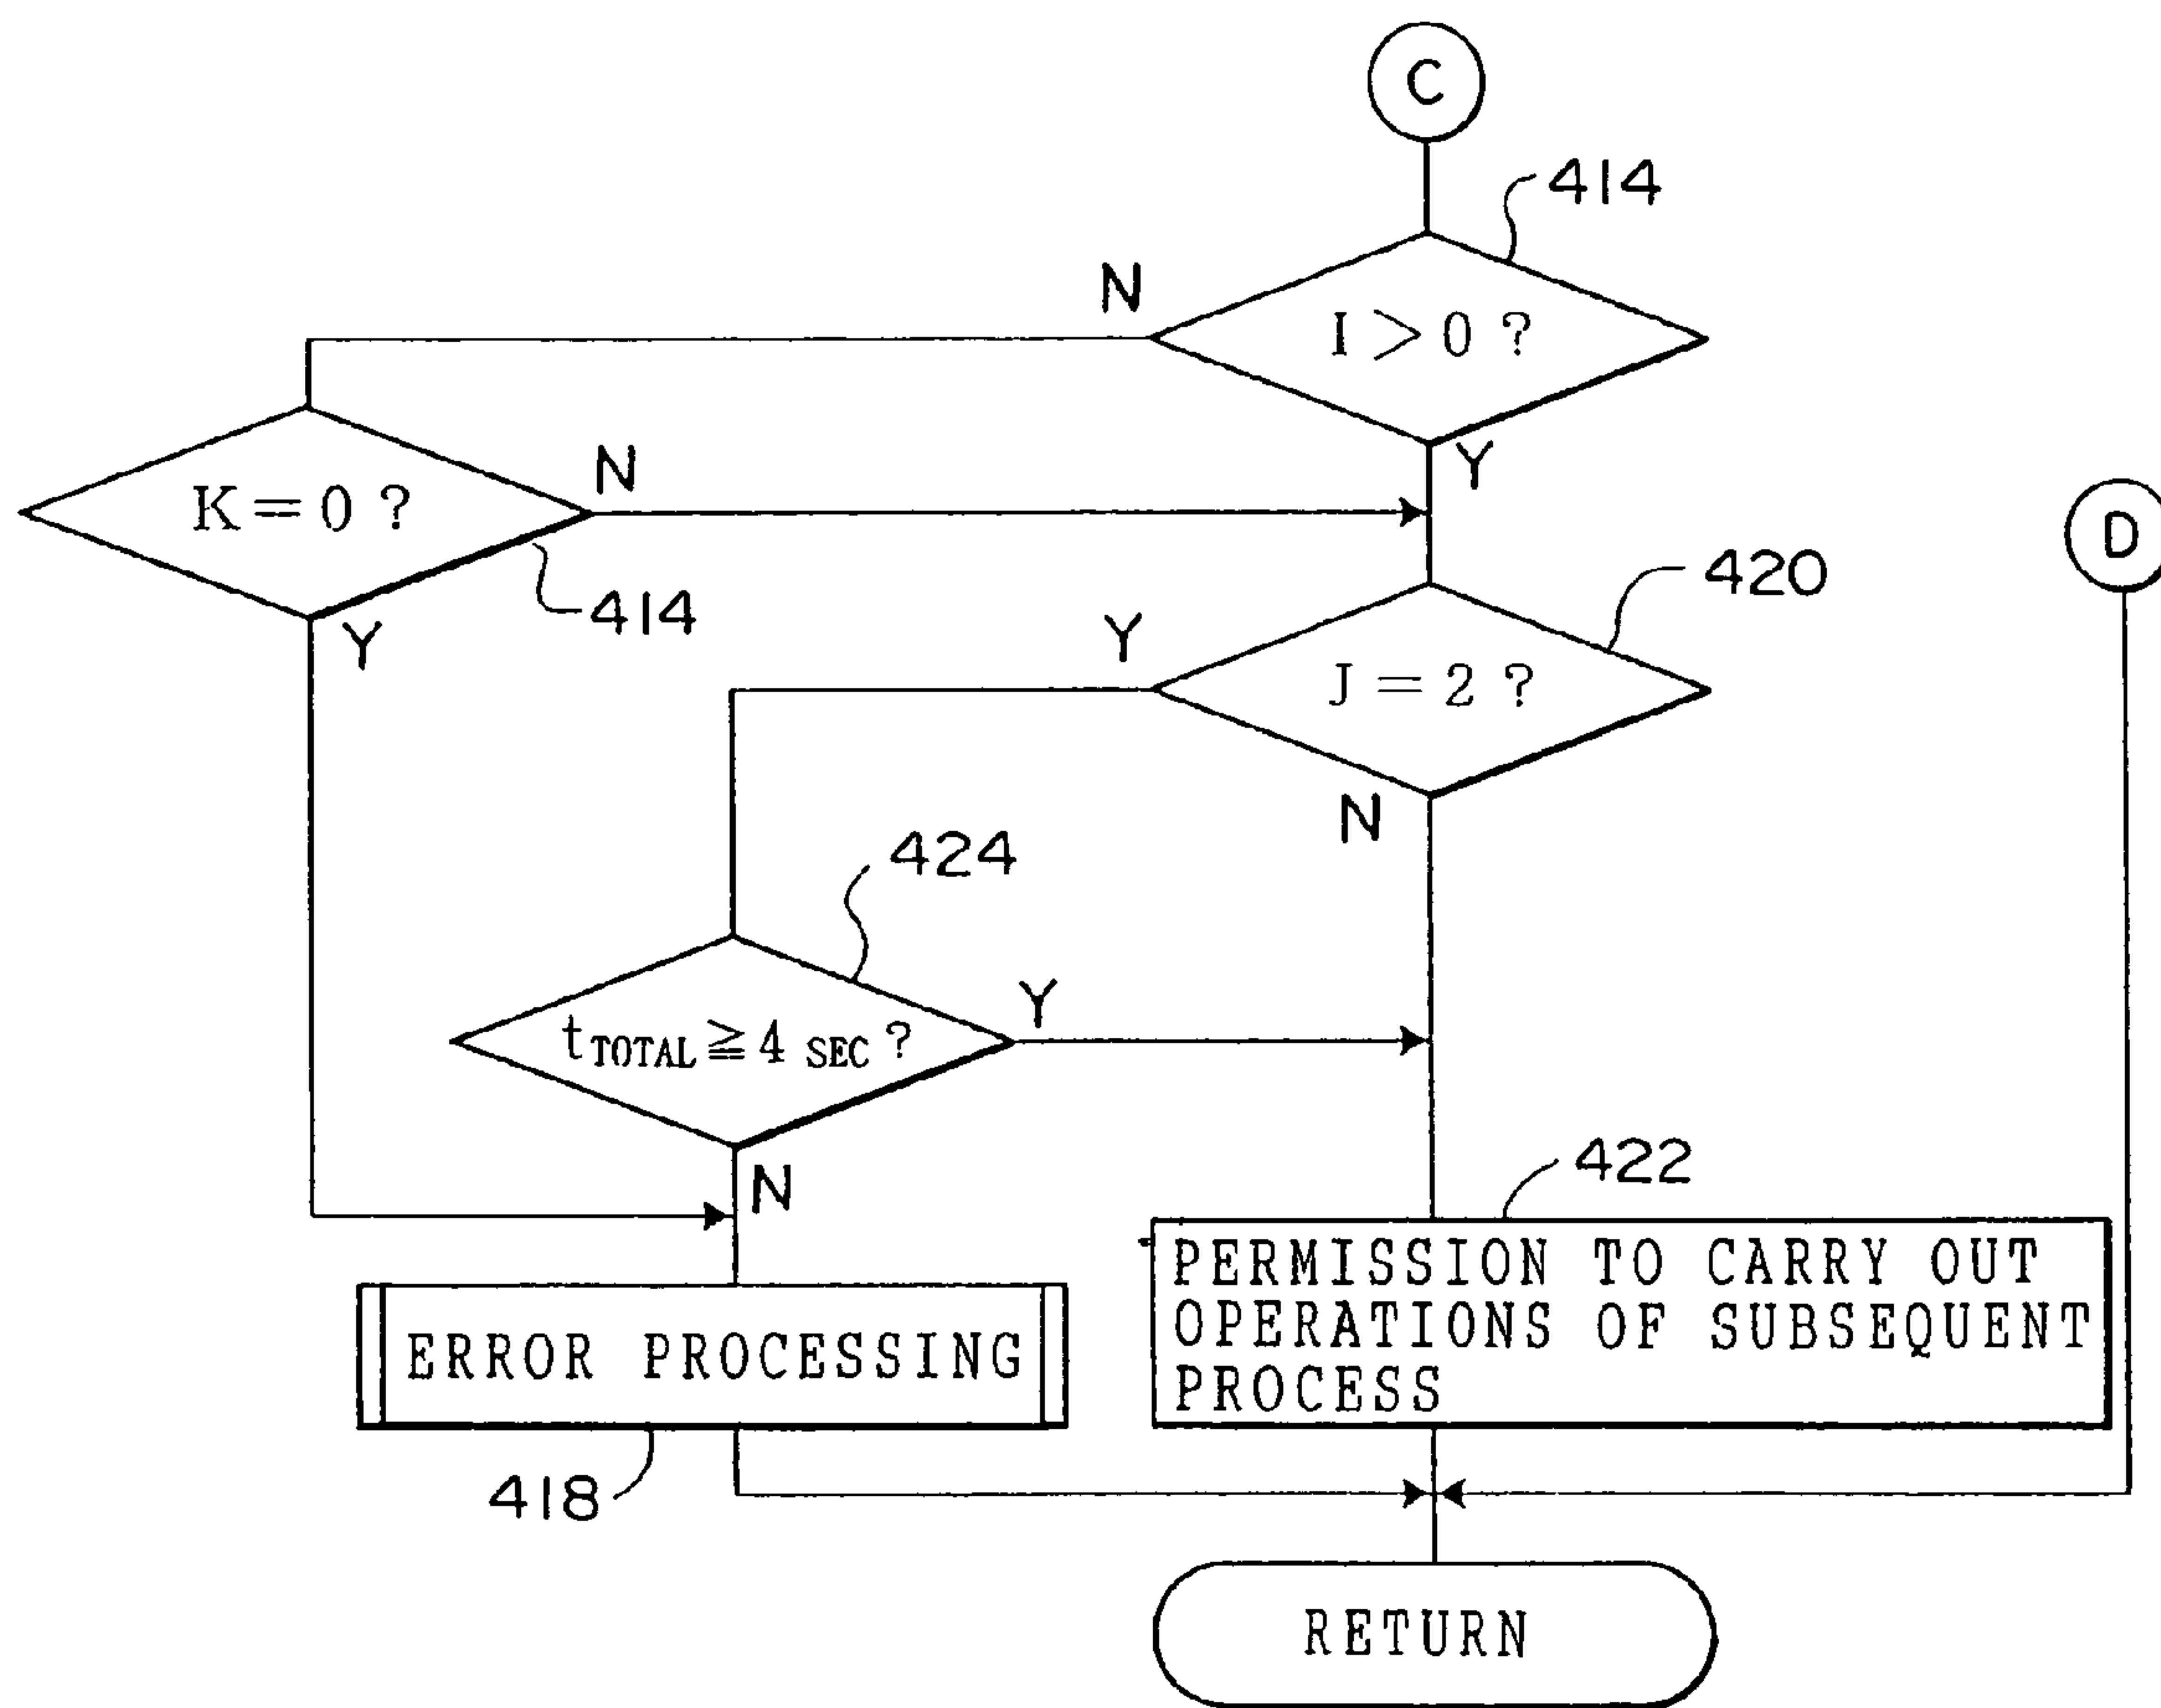 C
414
N
I > 0 ?
Y
N
K = 0 ?
414
Y
D
420
Y
J = 2 ?
N
424
Y
tTOTAL ≧ 4 SEC ?
N
422
PERMISSION TO CARRY OUT
OPERATIONS OF SUBSEQUENT
PROCESS
ERROR PROCESSING
418
RETURN